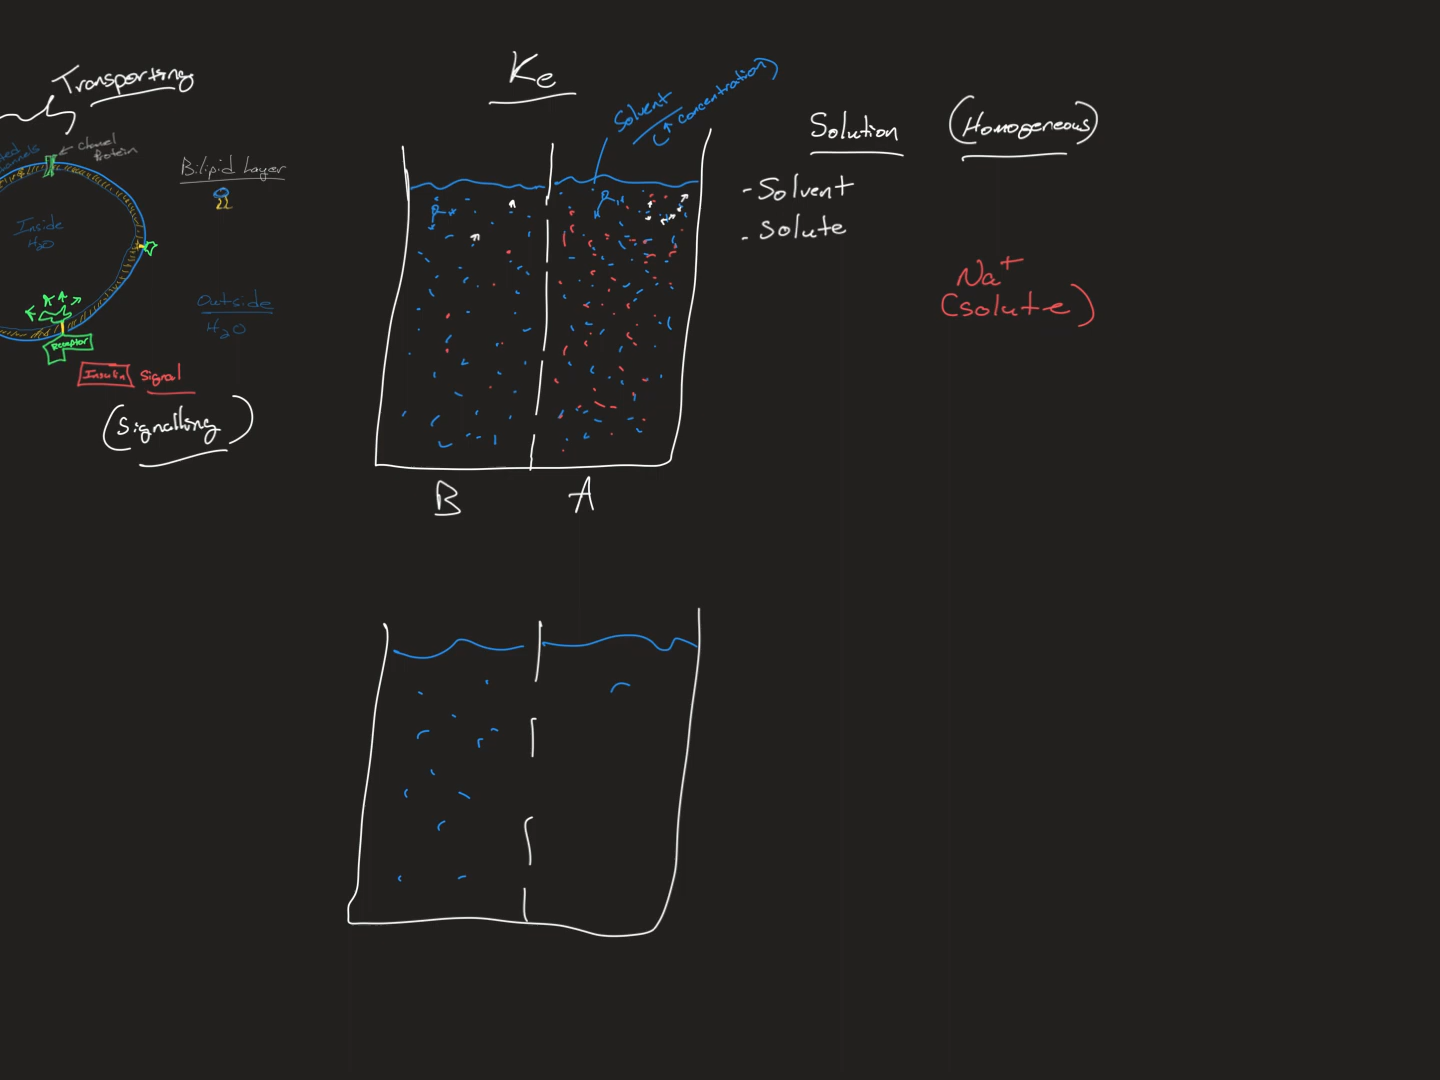 Transporting
Channel
Protein
Bilipid Layer
Inside
H2O
Outside
H2O
Receptor
Insulin Signal
(Signalling)
Ke
Solvent
(↑ concentration)
B A
Solution (Homogeneous)
- Solvent
- Solute
Na+
(Solute)